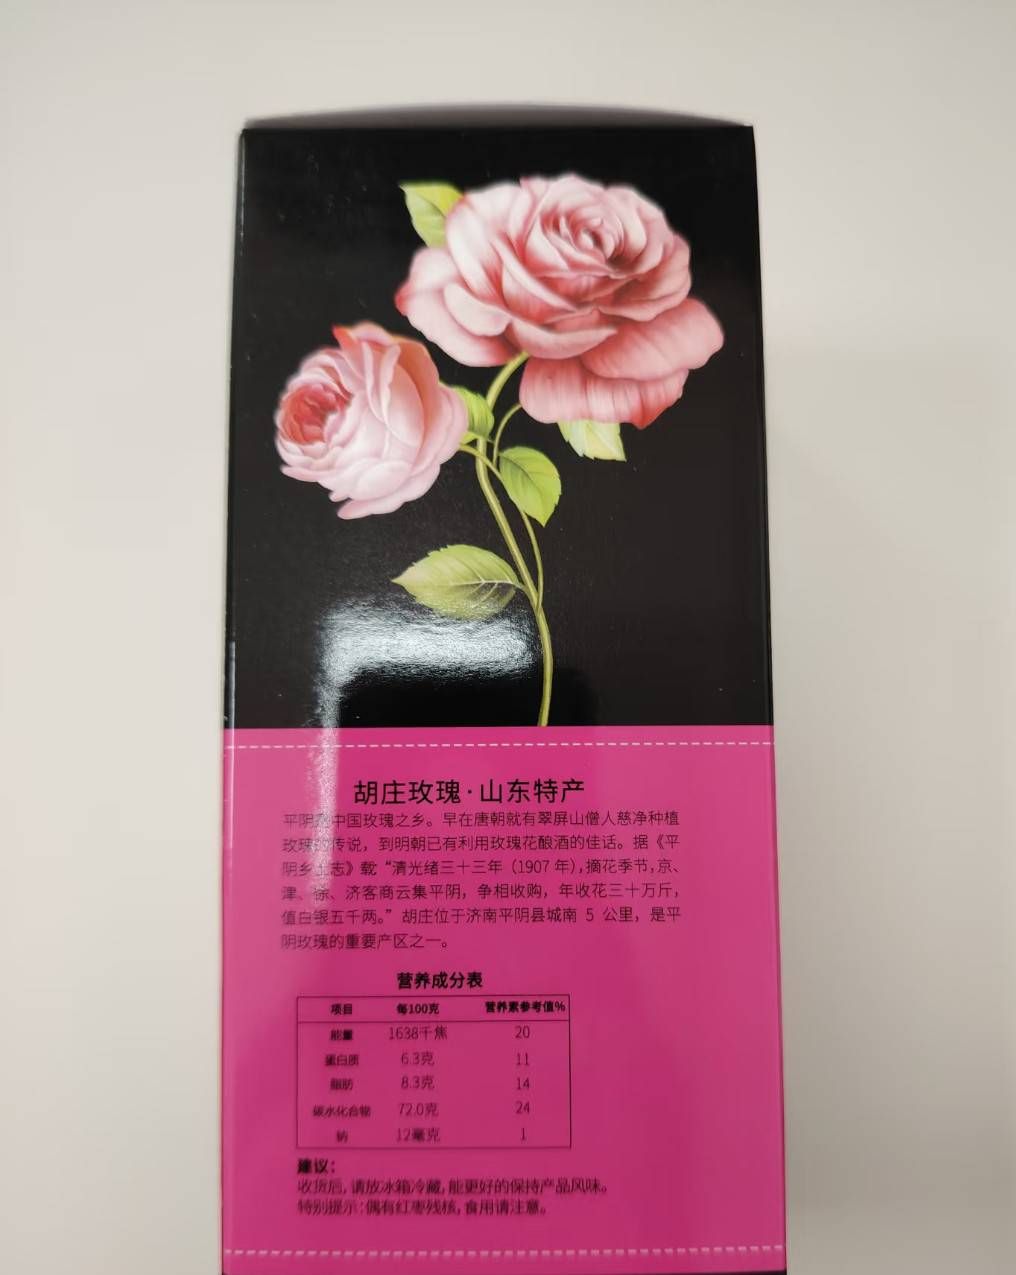 胡庄玫瑰·山东特产
平阴是中国玫瑰之乡。早在唐朝就有翠屏山僧人慈净种植
玫瑰的传说，到明朝已有利用玫瑰花酿酒的佳话。据《平
阴乡土志》载“清光绪三十三年（1907年），摘花季节，京、
津、徐、济客商云集平阴，争相收购，年收花三十万斤，
值白银五千两。”胡庄位于济南平阴县城南 5 公里，是平
阴玫瑰的重要产区之一。
营养成分表
项目 每100克 营养素参考值%
能量 1638千焦 20
蛋白质 6.3克 11
脂肪 8.3克 14
碳水化合物 72.0克 24
钠 12毫克 1
建议：
收货后，请放冰箱冷藏，能更好的保持产品风味。
特别提示：偶有红枣残核，食用请注意。